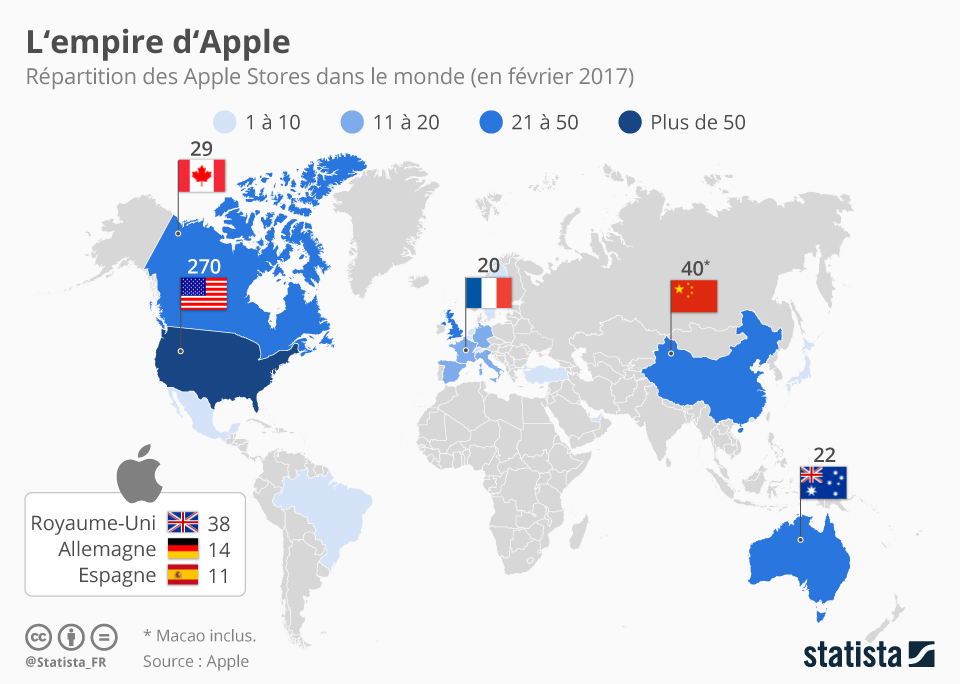 L‘empire d‘Apple
Répartition des Apple Stores dans le monde (en février 2017)
1 à 10
11 à 20
21 à 50
Plus de 50
29
270
20
40*
22
Royaume-Uni 38
Allemagne 14
Espagne 11
* Macao inclus.
@Statista_FR
Source : Apple
cc
statista